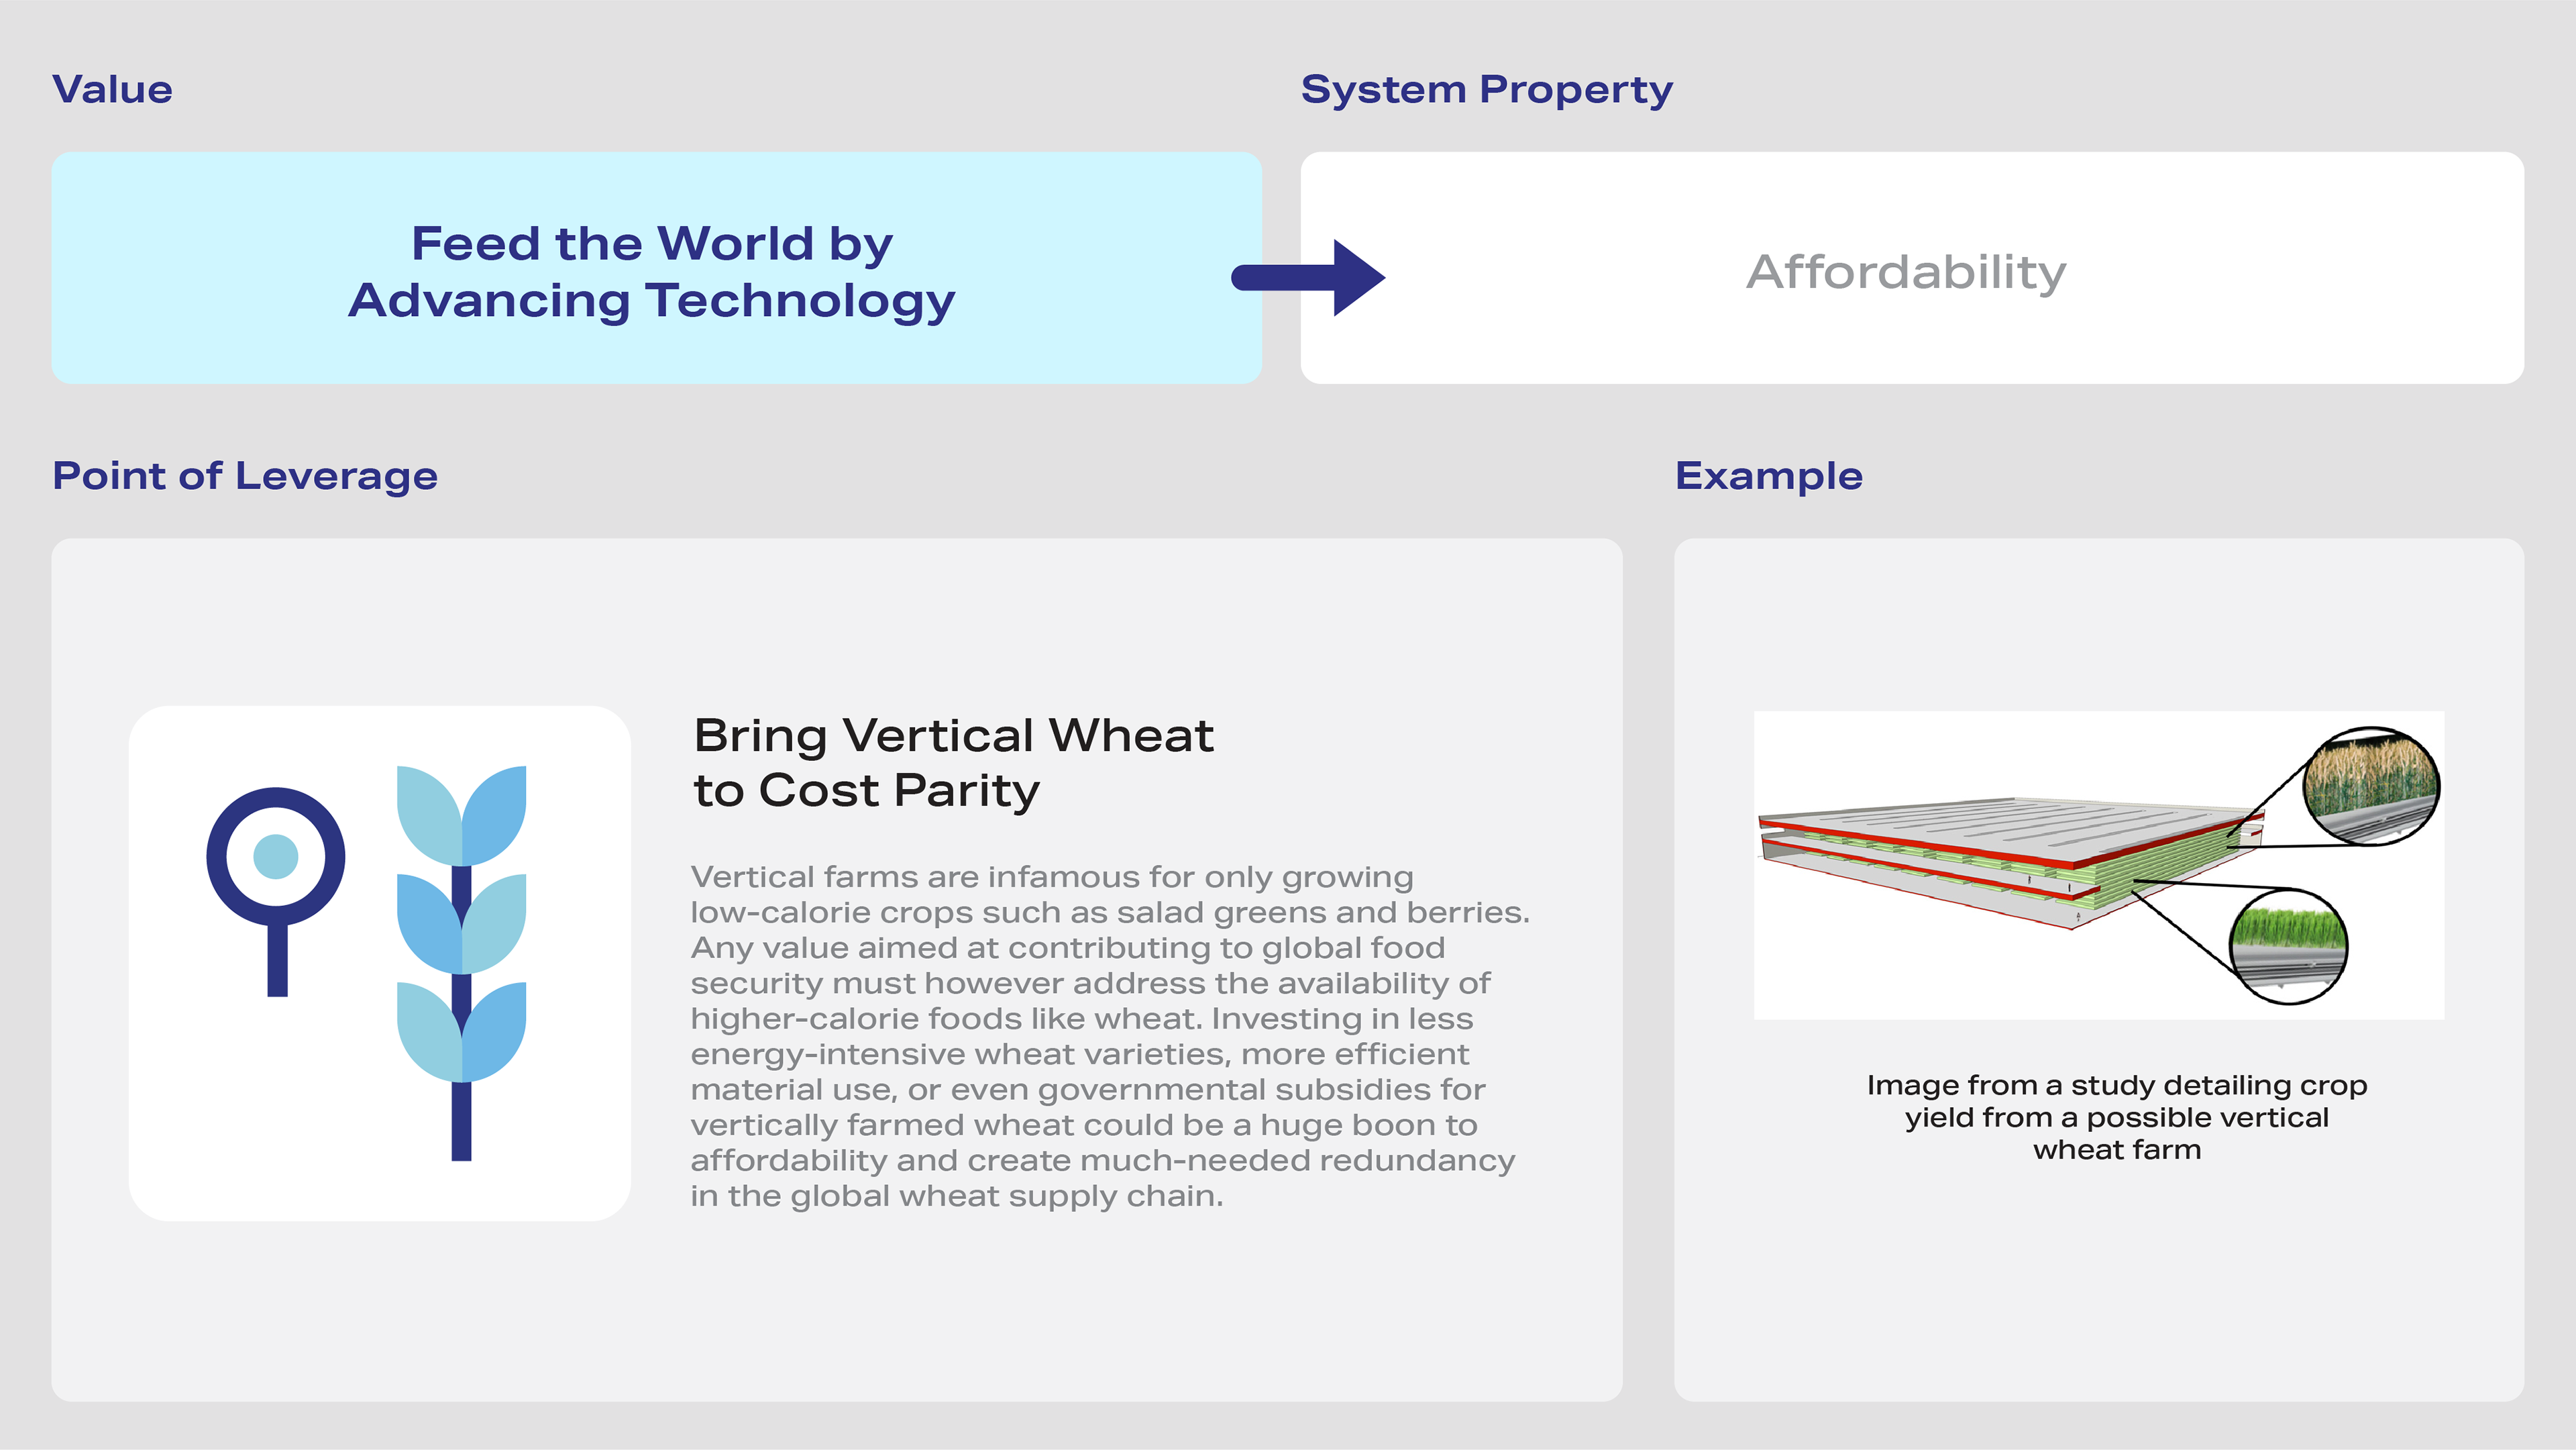 Value
System Property
Feed the World by
Advancing Technology
Affordability
Point of Leverage
Example
Bring Vertical Wheat
to Cost Parity
Vertical farms are infamous for only growing
low-calorie crops such as salad greens and berries.
Any value aimed at contributing to global food
security must however address the availability of
higher-calorie foods like wheat. Investing in less
energy-intensive wheat varieties, more efficient
material use, or even governmental subsidies for
vertically farmed wheat could be a huge boon to
affordability and create much-needed redundancy
in the global wheat supply chain.
Image from a study detailing crop
yield from a possible vertical
wheat farm